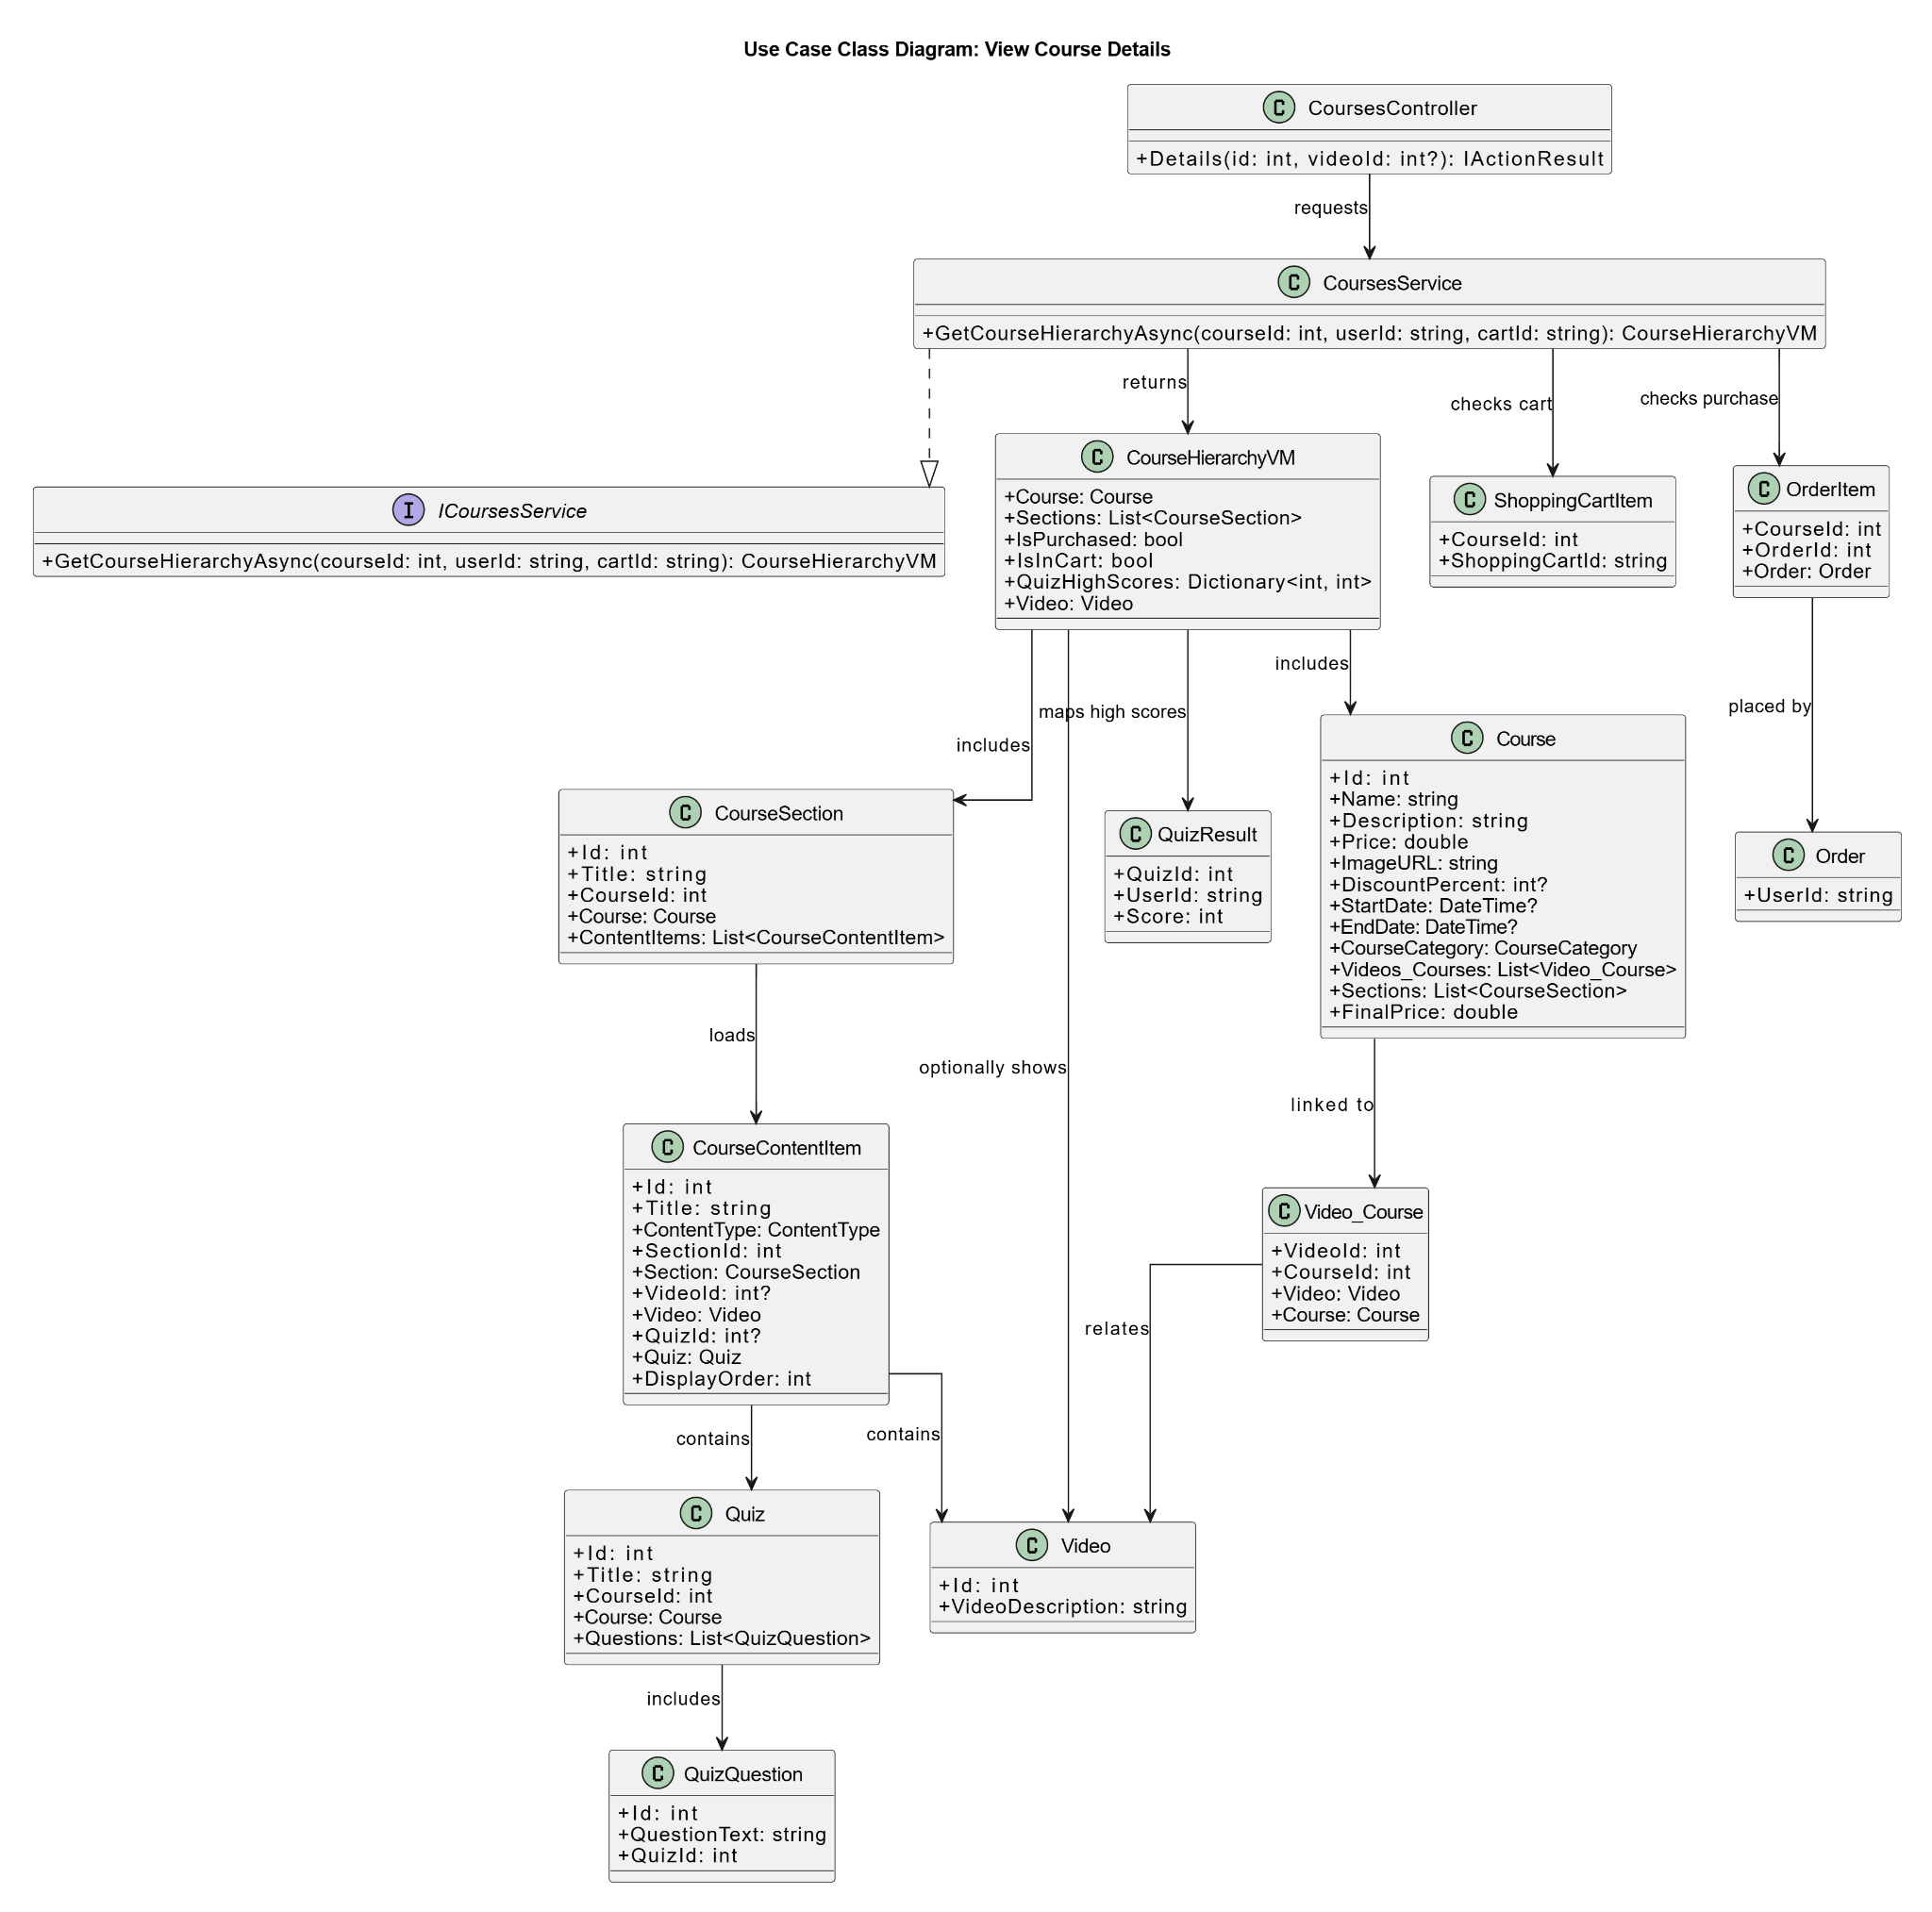 Use Case Class Diagram: View Course Details
C CoursesController
+Details(id: int, videoId: int?): IActionResult
requests
C CoursesService
+GetCourseHierarchyAsync(courseId: int, userId: string, cartId: string): CourseHierarchyVM
returns
checks cart
checks purchase
I ICoursesService
+GetCourseHierarchyAsync(courseId: int, userId: string, cartId: string): CourseHierarchyVM
C CourseHierarchyVM
+Course: Course
+Sections: List<CourseSection>
+IsPurchased: bool
+IsInCart: bool
+QuizHighScores: Dictionary<int, int>
+Video: Video
C ShoppingCartItem
+CourseId: int
+ShoppingCartId: string
C OrderItem
+CourseId: int
+OrderId: int
+Order: Order
includes
maps high scores
includes
placed by
C CourseSection
+Id: int
+Title: string
+CourseId: int
+Course: Course
+ContentItems: List<CourseContentItem>
C QuizResult
+QuizId: int
+UserId: string
+Score: int
C Course
+Id: int
+Name: string
+Description: string
+Price: double
+ImageURL: string
+DiscountPercent: int?
+StartDate: DateTime?
+EndDate: DateTime?
+CourseCategory: CourseCategory
+Videos_Courses: List<Video_Course>
+Sections: List<CourseSection>
+FinalPrice: double
C Order
+UserId: string
loads
optionally shows
linked to
C CourseContentItem
+Id: int
+Title: string
+ContentType: ContentType
+SectionId: int
+Section: CourseSection
+VideoId: int?
+Video: Video
+QuizId: int?
+Quiz: Quiz
+DisplayOrder: int
C Video_Course
+VideoId: int
+CourseId: int
+Video: Video
+Course: Course
relates
contains
contains
C Quiz
+Id: int
+Title: string
+CourseId: int
+Course: Course
+Questions: List<QuizQuestion>
C Video
+Id: int
+VideoDescription: string
includes
C QuizQuestion
+Id: int
+QuestionText: string
+QuizId: int